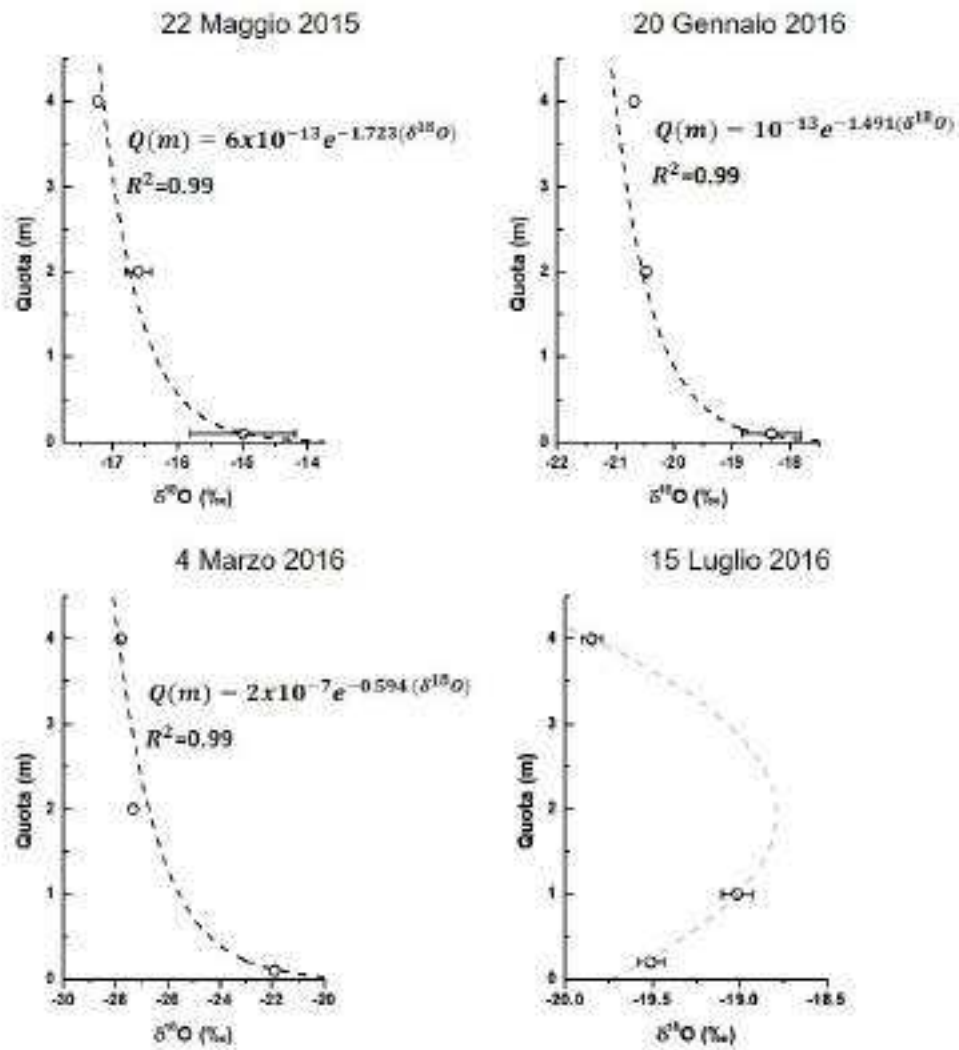 22 Maggio 2015
Quota (m)
4
3
2
1
0
Q(m) = 6x10⁻¹³e⁻¹·⁷²³⁽δ¹⁸ᴼ⁾
R²=0.99
-17 -16 -15 -14
δ¹⁸O (‰)
20 Gennaio 2016
Quota (m)
4
3
2
1
0
Q(m) – 10⁻¹³e⁻¹·⁴⁹¹⁽δ¹⁸ᴼ⁾
R²=0.99
-22 -21 -20 -19 -18
δ¹⁸O (‰)
4 Marzo 2016
Quota (m)
4
3
2
1
0
Q(m) – 2x10⁻⁷e⁻⁰·⁵⁹⁴⁽δ¹⁸ᴼ⁾
R²=0.99
-30 -28 -26 -24 -22 -20
δ¹⁸O (‰)
15 Luglio 2016
Quota (m)
4
3
2
1
0
-20.0 -19.5 -19.0 -18.5
δ¹⁸O (‰)